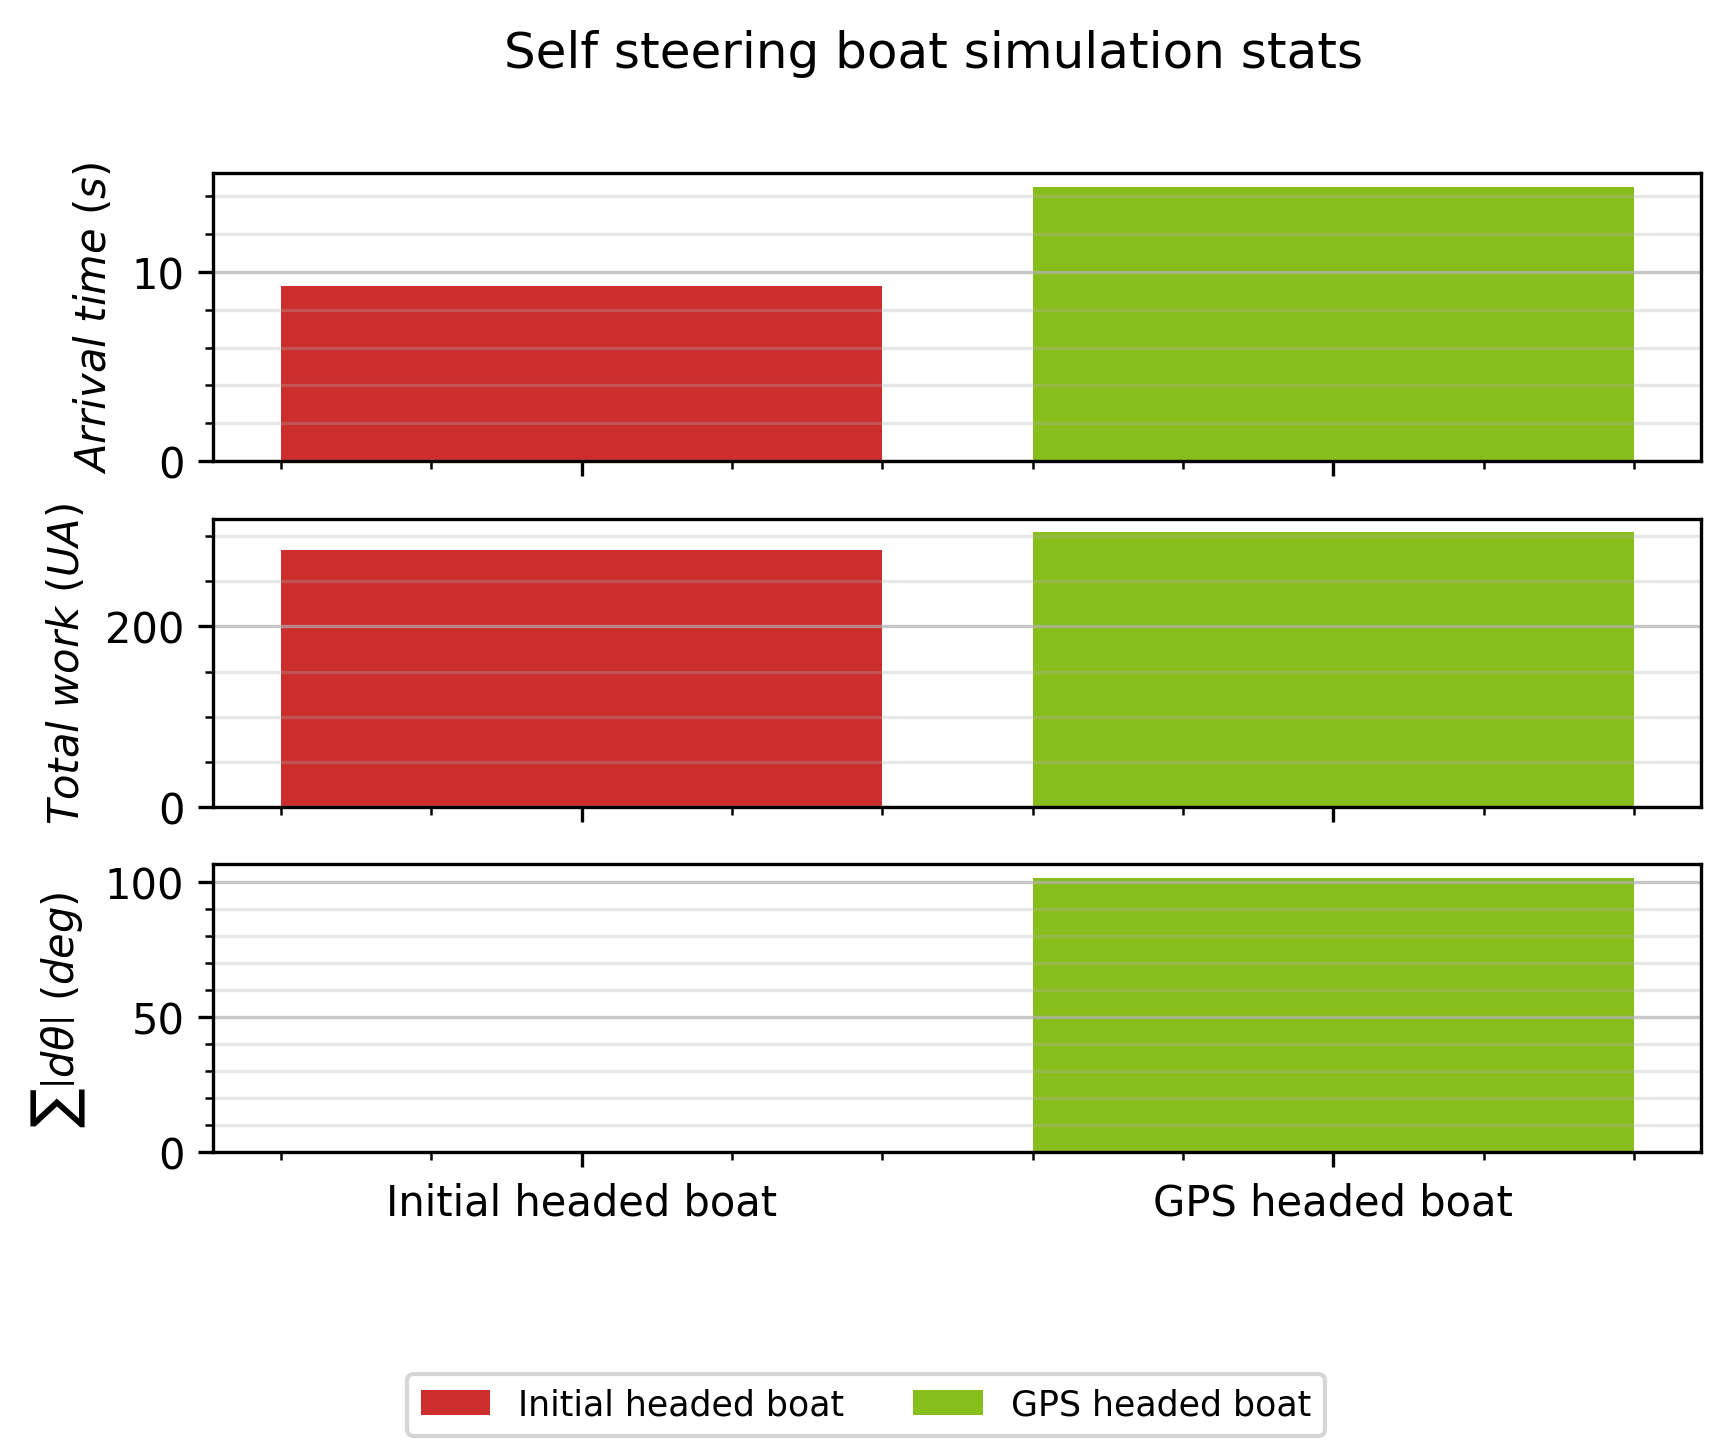 Self steering boat simulation stats
Arrival time (s)
10
0
Total work (UA)
200
0
∑|dθ| (deg)
100
50
0
Initial headed boat
GPS headed boat
Initial headed boat
GPS headed boat